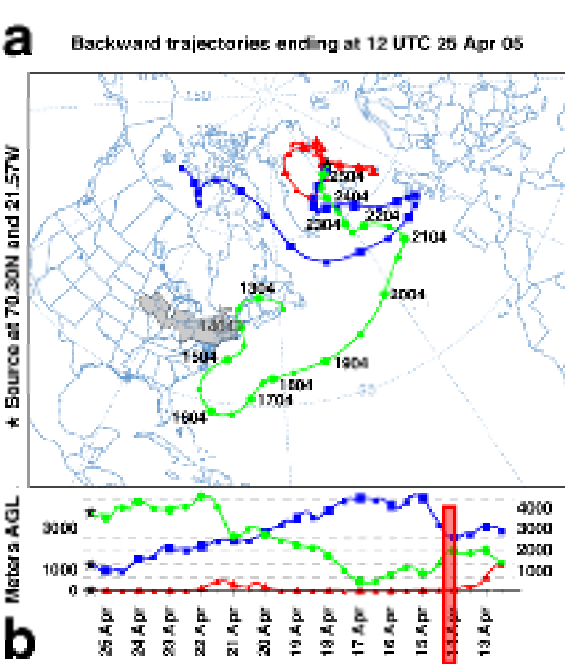 a
Backward trajectories ending at 12 UTC 25 Apr 05
★ Source at 70.30N and 21.57W
2504
2404
2304
2204
2104
2004
1304
1504
1904
1804
1704
1604
Meters AGL
3000
1000
0
4000
3000
2000
1000
25 Apr
24 Apr
23 Apr
22 Apr
21 Apr
20 Apr
19 Apr
18 Apr
17 Apr
16 Apr
15 Apr
14 Apr
13 Apr
b